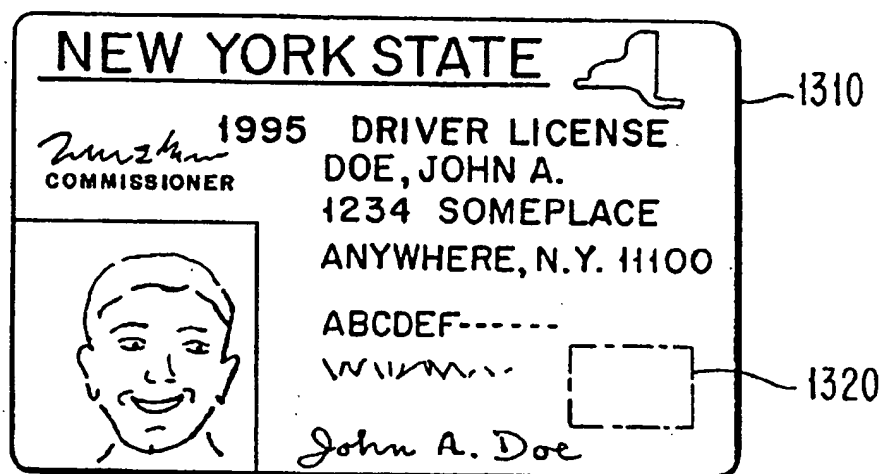 NEW YORK STATE
1310
1995 DRIVER LICENSE
COMMISSIONER
DOE, JOHN A.
1234 SOMEPLACE
ANYWHERE, N.Y. 11100
ABCDEF------
1320
John A. Doe